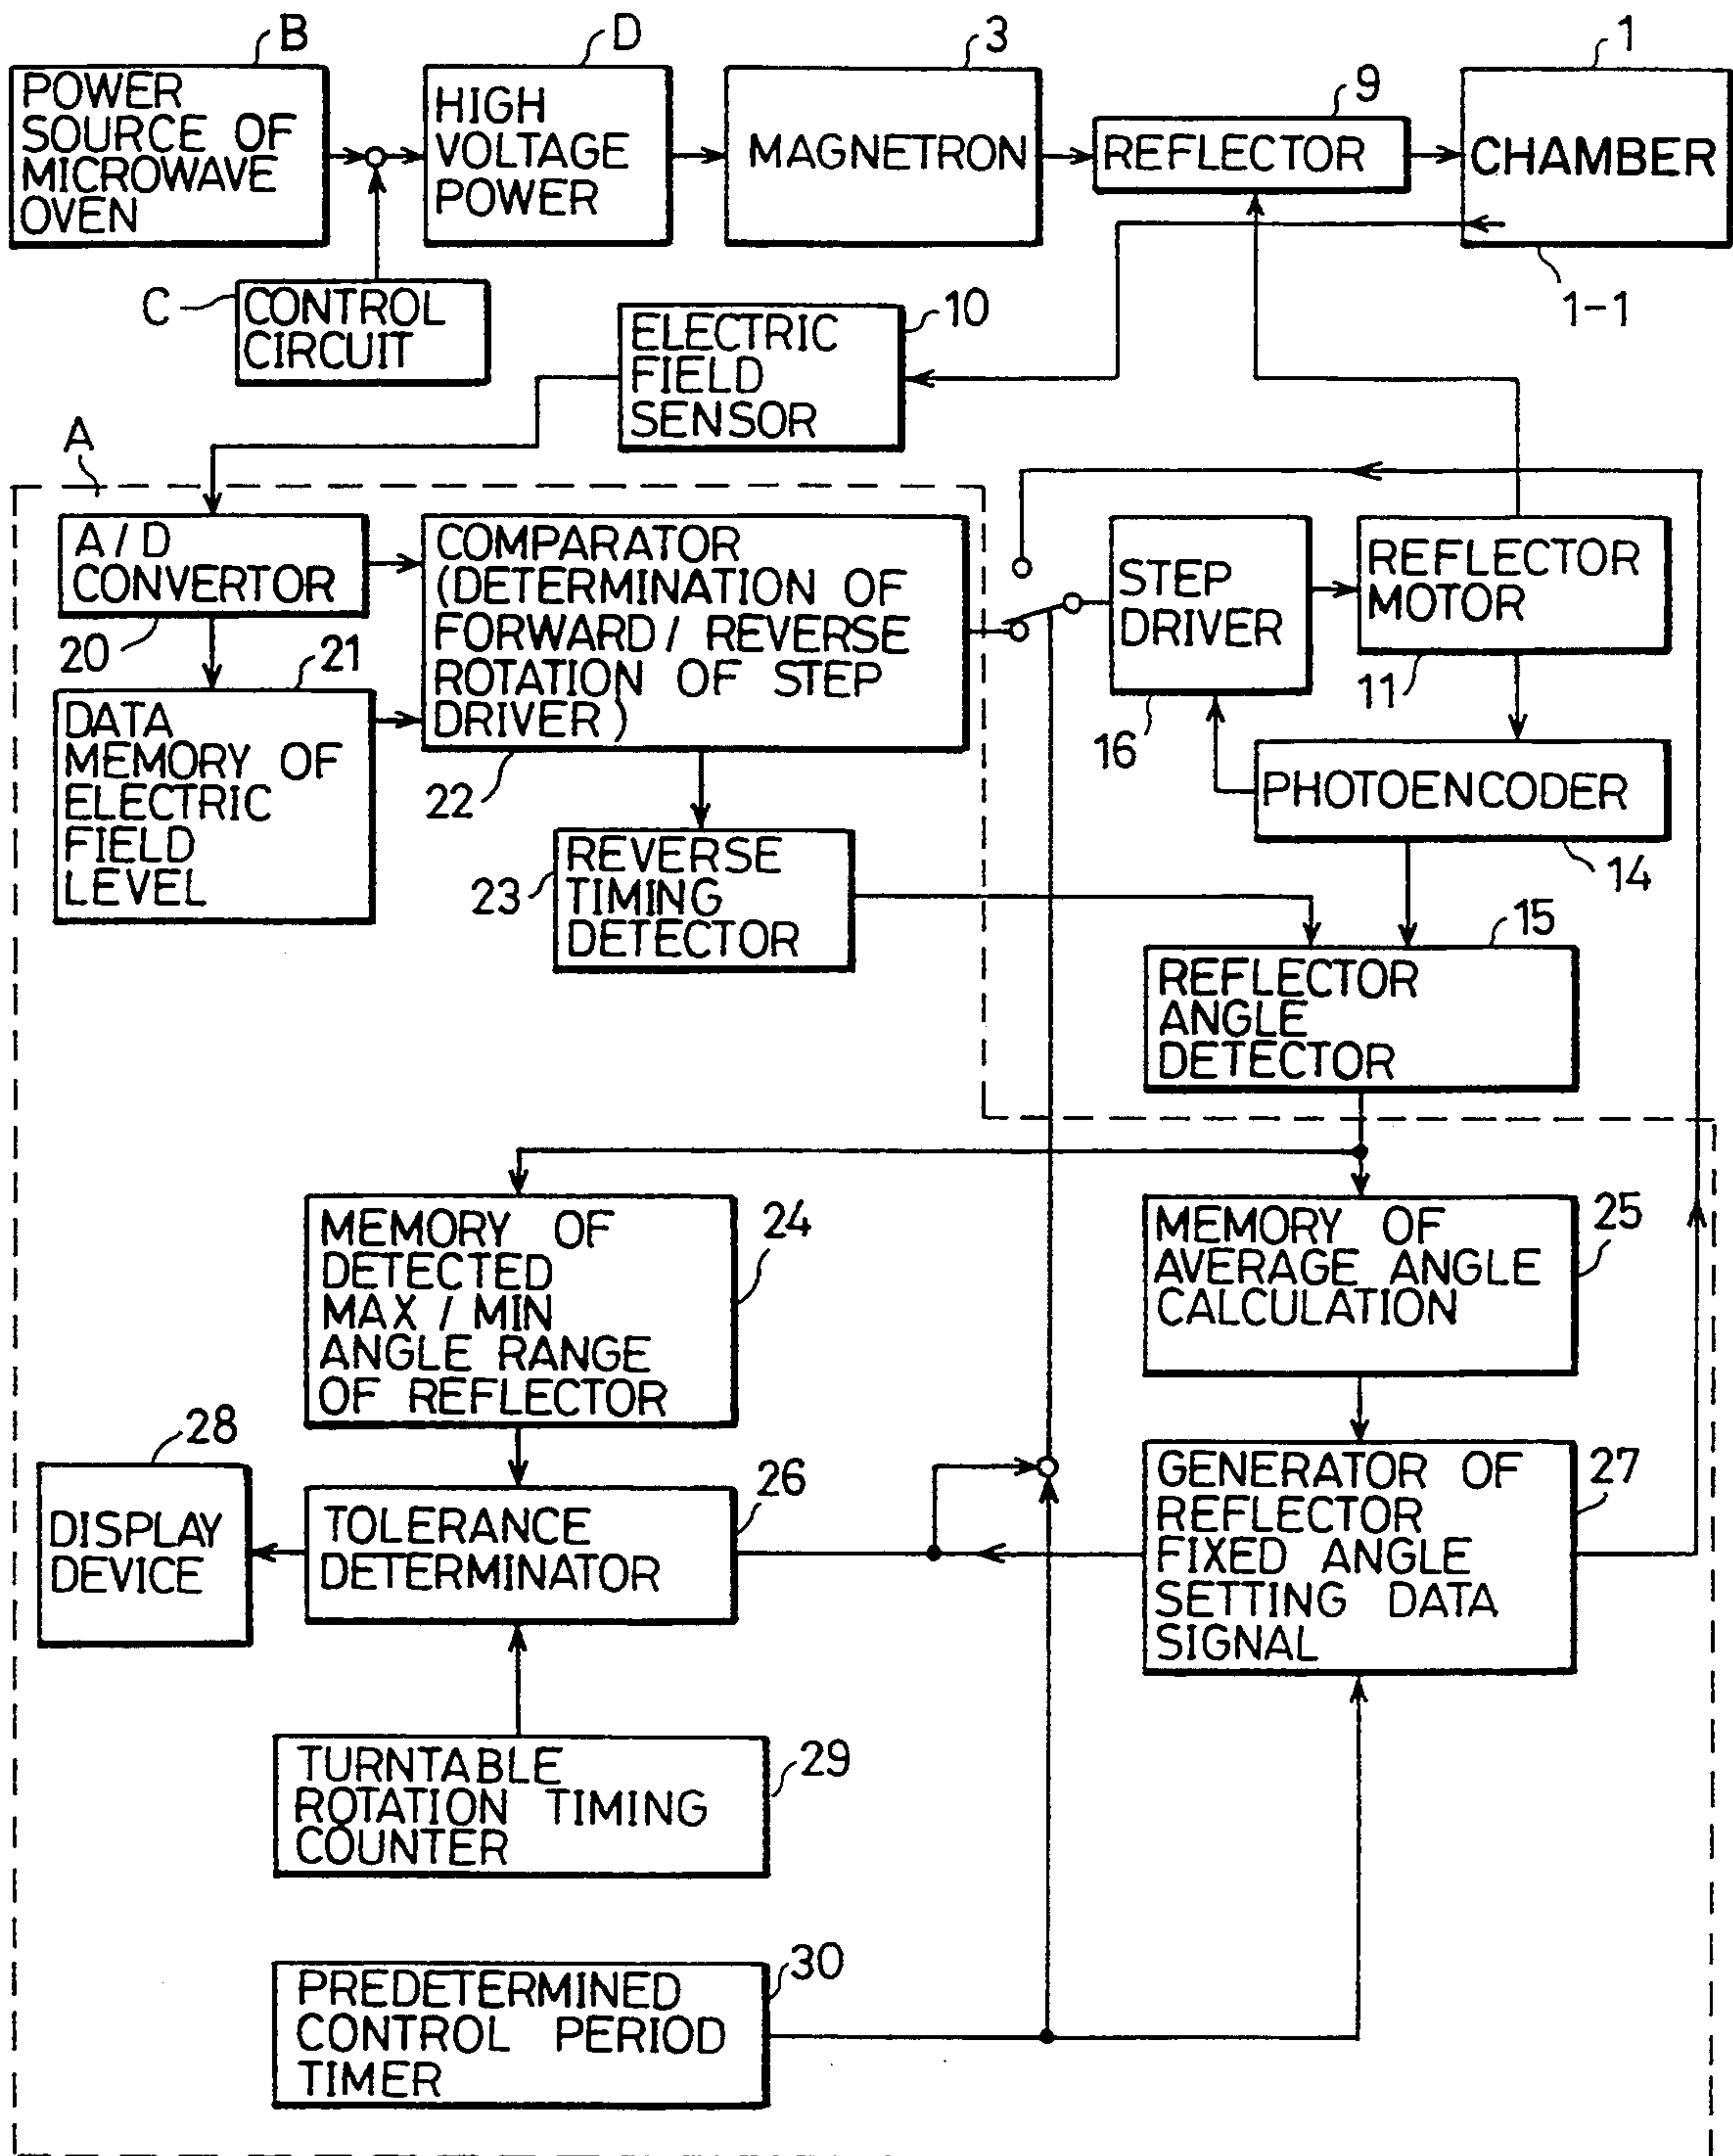 B
D
3
1
9
POWER
SOURCE OF
MICROWAVE
OVEN
HIGH
VOLTAGE
POWER
MAGNETRON
REFLECTOR
CHAMBER
C
CONTROL
CIRCUIT
10
1-1
ELECTRIC
FIELD
SENSOR
A
A/D
CONVERTOR
20
COMPARATOR
(DETERMINATION OF
FORWARD / REVERSE
ROTATION OF STEP
DRIVER)
22
STEP
DRIVER
16
REFLECTOR
MOTOR
11
21
DATA
MEMORY OF
ELECTRIC
FIELD
LEVEL
PHOTOENCODER
14
23
REVERSE
TIMING
DETECTOR
15
REFLECTOR
ANGLE
DETECTOR
24
MEMORY OF
DETECTED
MAX / MIN
ANGLE RANGE
OF REFLECTOR
25
MEMORY OF
AVERAGE ANGLE
CALCULATION
28
DISPLAY
DEVICE
26
TOLERANCE
DETERMINATOR
27
GENERATOR OF
REFLECTOR
FIXED ANGLE
SETTING DATA
SIGNAL
29
TURNTABLE
ROTATION TIMING
COUNTER
30
PREDETERMINED
CONTROL PERIOD
TIMER